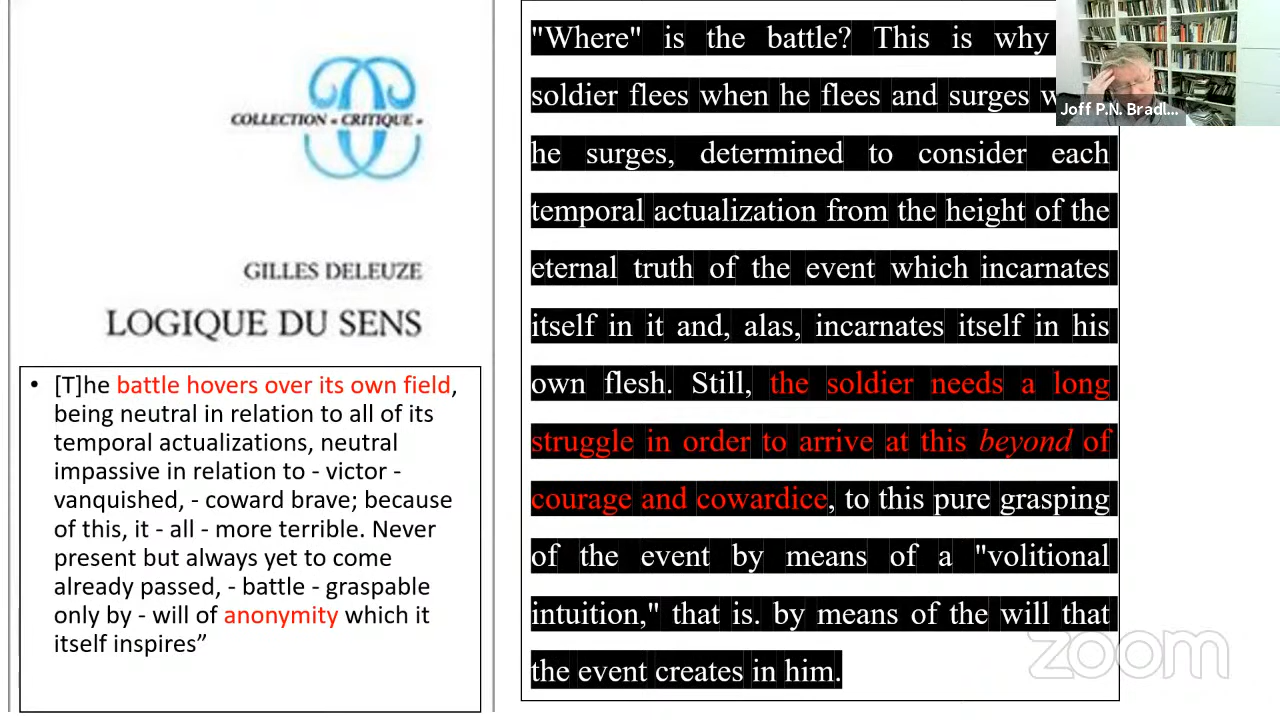 COLLECTION « CRITIQUE »
GILLES DELEUZE
LOGIQUE DU SENS
• [T]he battle hovers over its own field,
being neutral in relation to all of its
temporal actualizations, neutral
impassive in relation to - victor -
vanquished, - coward brave; because
of this, it - all - more terrible. Never
present but always yet to come
already passed, - battle - graspable
only by - will of anonymity which it
itself inspires”
"Where" is the battle? This is why
soldier flees when he flees and surges
he surges, determined to consider each
temporal actualization from the height of the
eternal truth of the event which incarnates
itself in it and, alas, incarnates itself in his
own flesh. Still, the soldier needs a long
struggle in order to arrive at this beyond of
courage and cowardice, to this pure grasping
of the event by means of a "volitional
intuition," that is. by means of the will that
the event creates in him.
Joff P.N. Bradl...
zoom